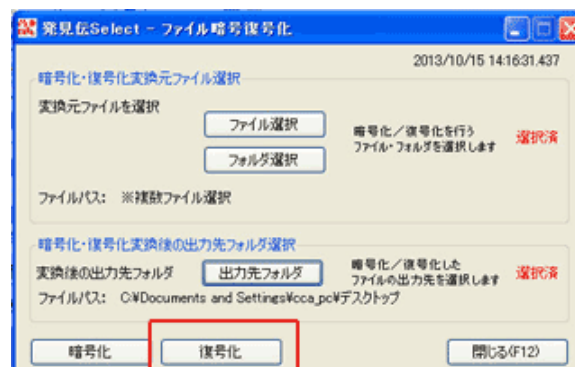 発見伝Select - ファイル暗号復号化
2013/10/15 14:16:31.437
暗号化・復号化変換元ファイル選択
変換元ファイルを選択
ファイル選択
暗号化／復号化を行う
ファイル・フォルダを選択します
選択済
フォルダ選択
ファイルパス： ※複数ファイル選択
暗号化・復号化変換後の出力先フォルダ選択
変換後の出力先フォルダ
出力先フォルダ
暗号化／復号化した
ファイルの出力先を選択します
選択済
ファイルパス： C:¥Documents and Settings¥cca_pc¥デスクトップ
暗号化
復号化
閉じる(F12)